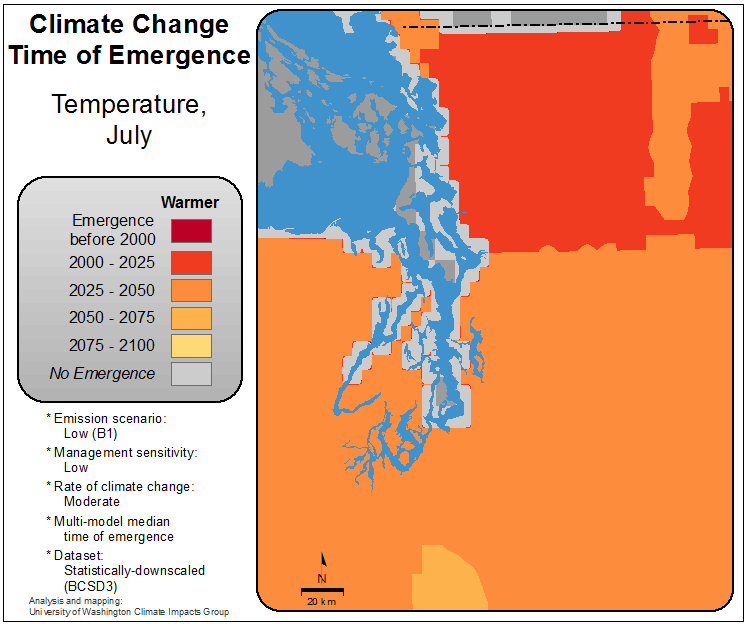 Climate Change
Time of Emergence
Temperature,
July
Warmer
Emergence
before 2000
2000 - 2025
2025 - 2050
2050 - 2075
2075 - 2100
No Emergence
* Emission scenario:
Low (B1)
* Management sensitivity:
Low
* Rate of climate change:
Moderate
* Multi-model median
time of emergence
* Dataset:
Statistically-downscaled
(BCSD3)
Analysis and mapping:
University of Washington Climate Impacts Group
N
20 km